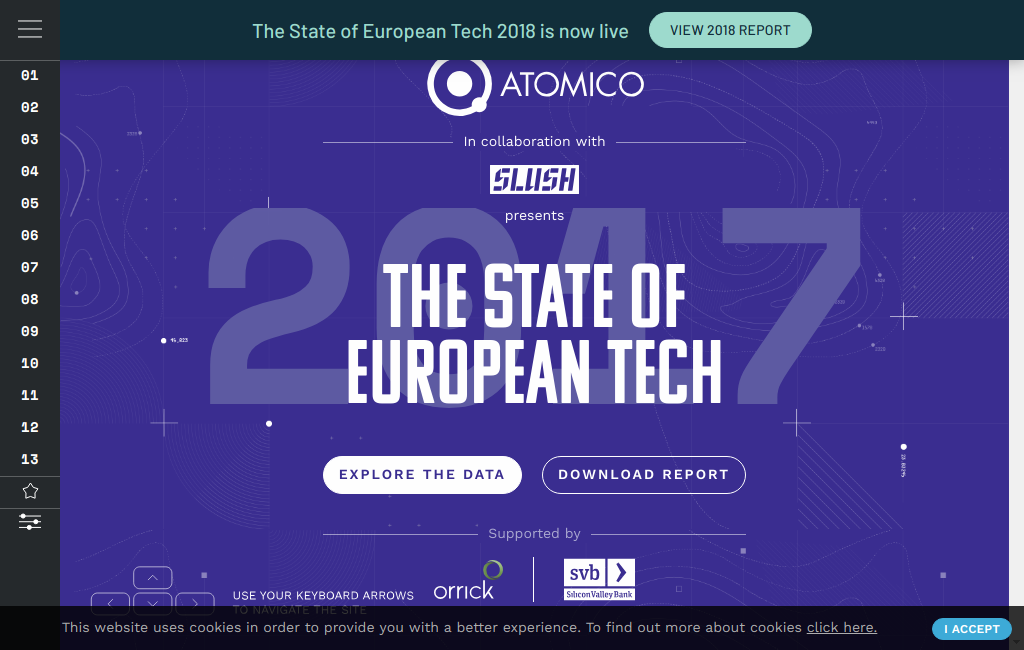 The State of European Tech 2018 is now live
VIEW 2018 REPORT
01
02
03
04
05
06
07
08
09
10
11
12
13
ATOMICO
In collaboration with
SLUSH
presents
2017
THE STATE OF
EUROPEAN TECH
EXPLORE THE DATA
DOWNLOAD REPORT
Supported by
orrick
svb
Silicon Valley Bank
USE YOUR KEYBOARD ARROWS
TO NAVIGATE THE SITE
This website uses cookies in order to provide you with a better experience. To find out more about cookies click here.
I ACCEPT